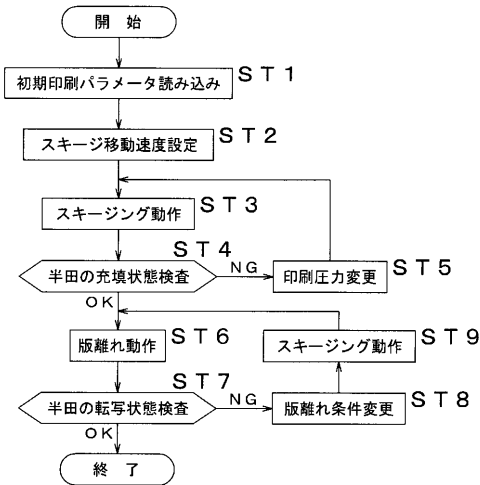 開 始
初期印刷パラメータ読み込み ST1
スキージ移動速度設定 ST2
スキージング動作 ST3
半田の充填状態検査 ST4
NG
印刷圧力変更 ST5
OK
版離れ動作 ST6
スキージング動作 ST9
半田の転写状態検査 ST7
NG
版離れ条件変更 ST8
OK
終 了